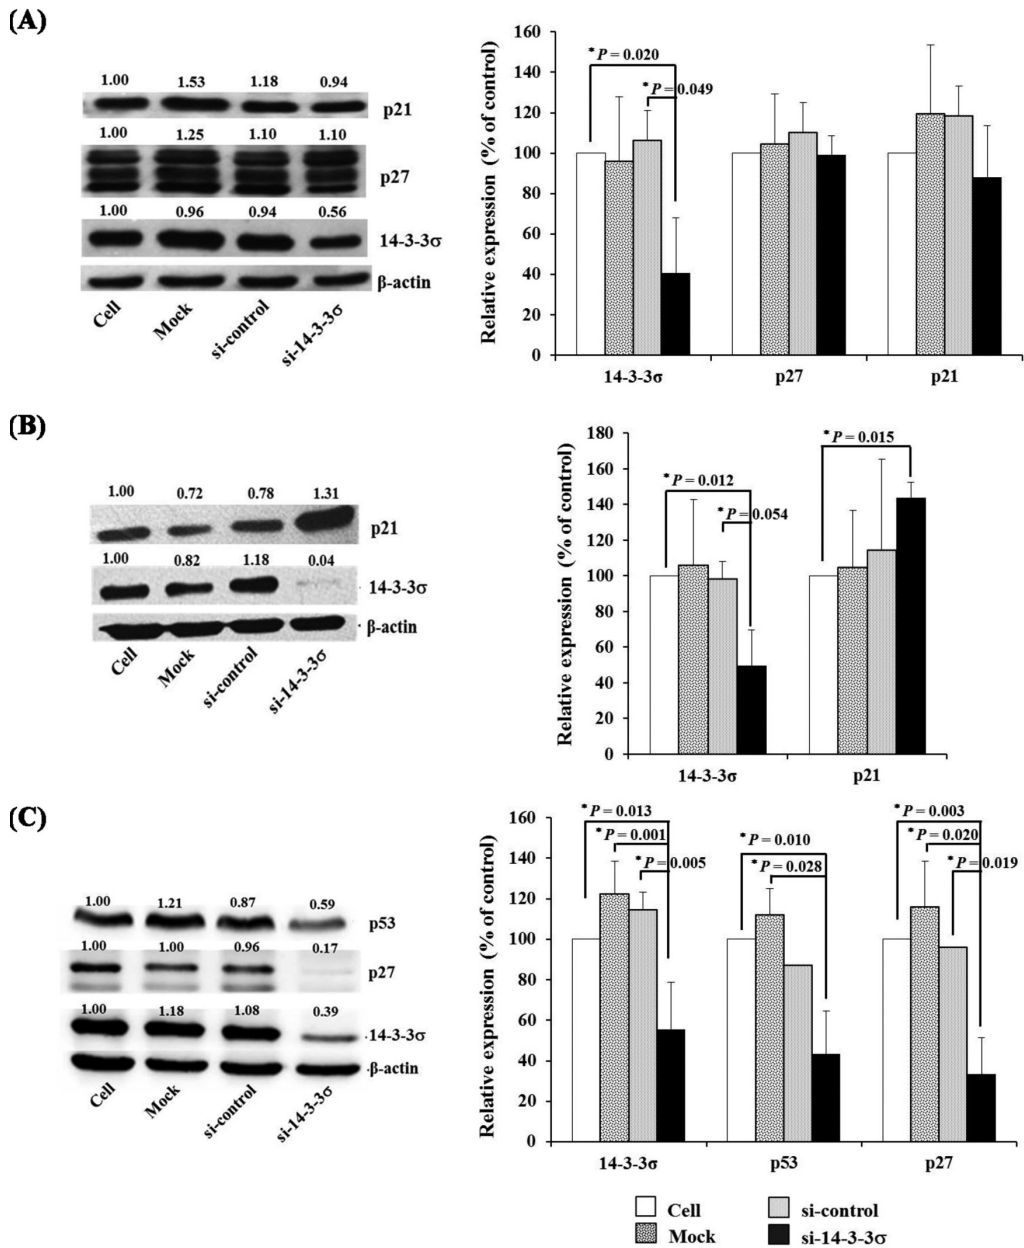 (A)
1.00 1.53 1.18 0.94
p21
1.00 1.25 1.10 1.10
p27
1.00 0.96 0.94 0.56
14-3-3σ
β-actin
Cell Mock si-control si-14-3-3σ
Relative expression (% of control)
160
140
120
100
80
60
40
20
0
*P = 0.020
*P = 0.049
14-3-3σ p27 p21
(B)
1.00 0.72 0.78 1.31
p21
1.00 0.82 1.18 0.04
14-3-3σ
β-actin
Cell Mock si-control si-14-3-3σ
Relative expression (% of control)
180
160
140
120
100
80
60
40
20
0
*P = 0.015
*P = 0.012
*P = 0.054
14-3-3σ p21
(C)
1.00 1.21 0.87 0.59
p53
1.00 1.00 0.96 0.17
p27
1.00 1.18 1.08 0.39
14-3-3σ
β-actin
Cell Mock si-control si-14-3-3σ
Relative expression (% of control)
160
140
120
100
80
60
40
20
0
*P = 0.013
*P = 0.001
*P = 0.005
*P = 0.010
*P = 0.028
*P = 0.003
*P = 0.020
*P = 0.019
14-3-3σ p53 p27
Cell si-control
Mock si-14-3-3σ